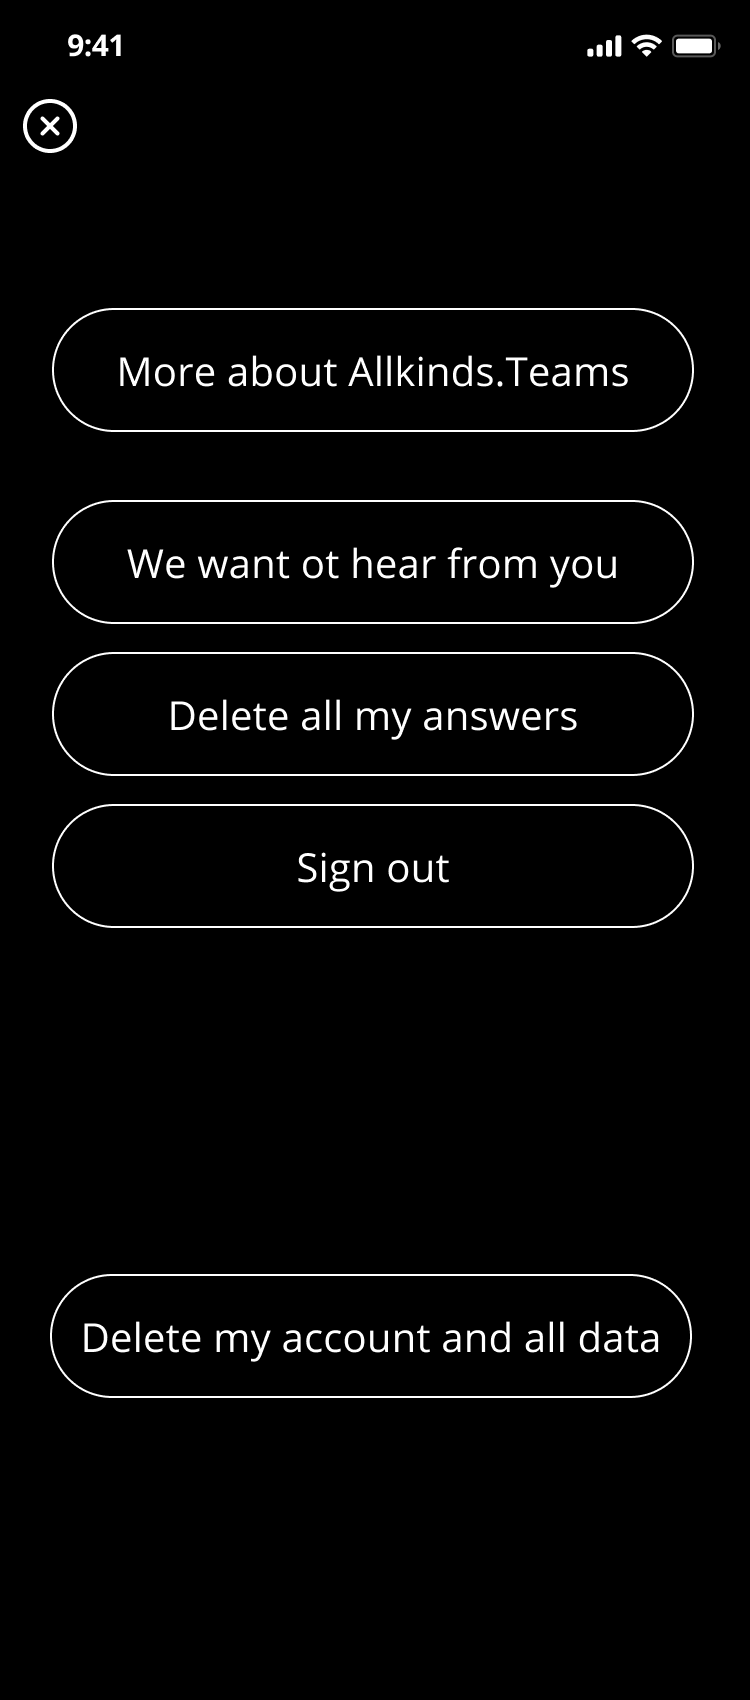 9:41
More about Allkinds.Teams
We want ot hear from you
Delete all my answers
Sign out
Delete my account and all data